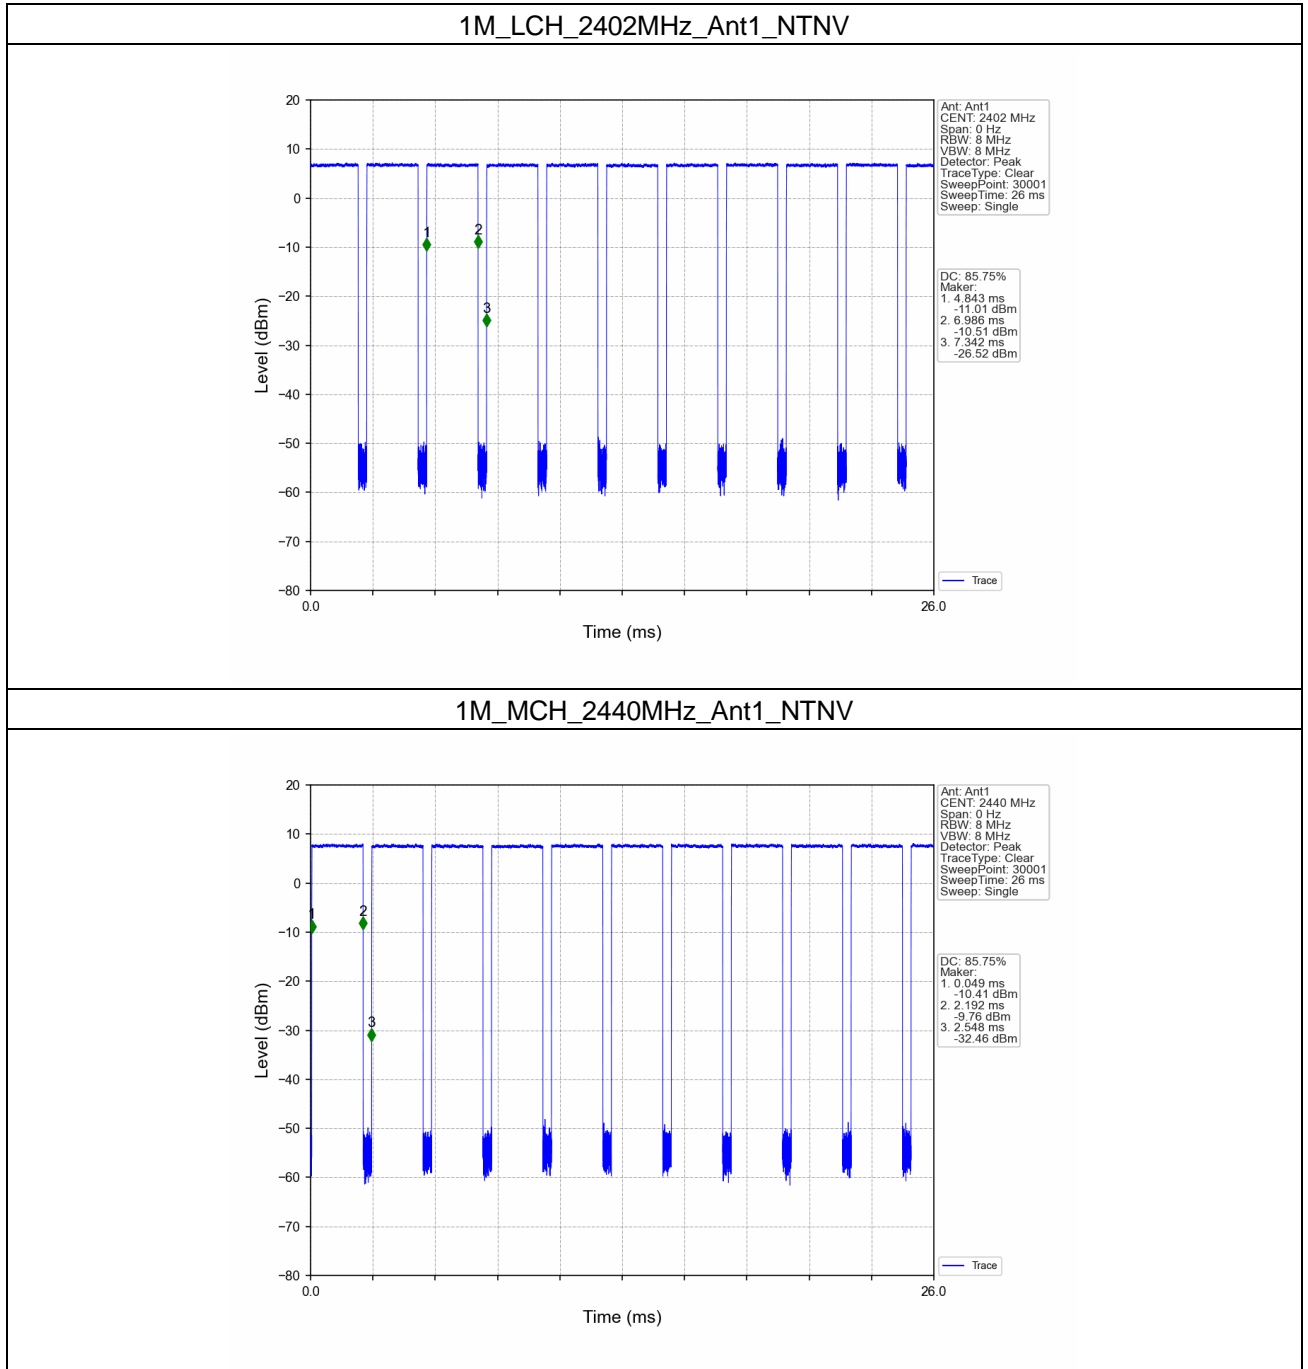 1M_LCH_2402MHz_Ant1_NTNV
20
10
0
−10
−20
−30
−40
−50
−60
−70
−80
Level (dBm)
0.0
26.0
Time (ms)
1
2
3
Ant: Ant1
CENT: 2402 MHz
Span: 0 Hz
RBW: 8 MHz
VBW: 8 MHz
Detector: Peak
TraceType: Clear
SweepPoint: 30001
SweepTime: 26 ms
Sweep: Single
DC: 85.75%
Maker:
1. 4.843 ms
-11.01 dBm
2. 6.986 ms
-10.51 dBm
3. 7.342 ms
-26.52 dBm
Trace
1M_MCH_2440MHz_Ant1_NTNV
20
10
0
−10
−20
−30
−40
−50
−60
−70
−80
Level (dBm)
0.0
26.0
Time (ms)
1
2
3
Ant: Ant1
CENT: 2440 MHz
Span: 0 Hz
RBW: 8 MHz
VBW: 8 MHz
Detector: Peak
TraceType: Clear
SweepPoint: 30001
SweepTime: 26 ms
Sweep: Single
DC: 85.75%
Maker:
1. 0.049 ms
-10.41 dBm
2. 2.192 ms
-9.76 dBm
3. 2.548 ms
-32.46 dBm
Trace